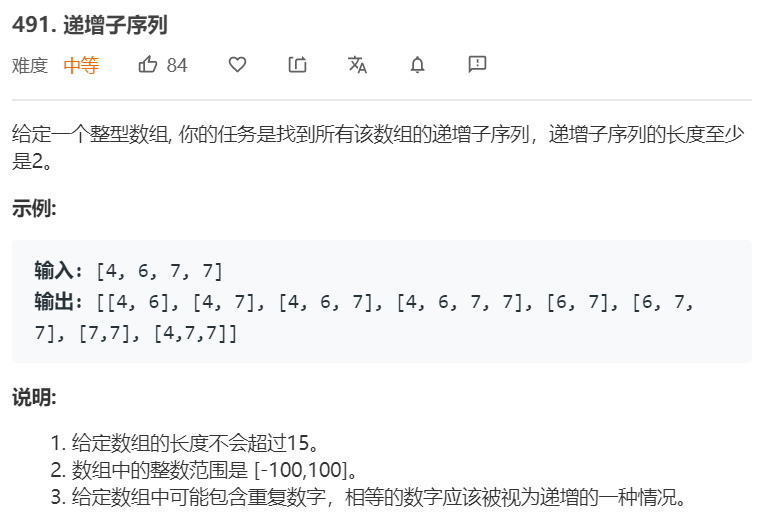 491. 递增子序列
难度 中等 84
给定一个整型数组, 你的任务是找到所有该数组的递增子序列，递增子序列的长度至少
是2。
示例:
输入: [4, 6, 7, 7]
输出: [[4, 6], [4, 7], [4, 6, 7], [4, 6, 7, 7], [6, 7], [6, 7,
7], [7,7], [4,7,7]]
说明:
1. 给定数组的长度不会超过15。
2. 数组中的整数范围是 [-100,100]。
3. 给定数组中可能包含重复数字，相等的数字应该被视为递增的一种情况。